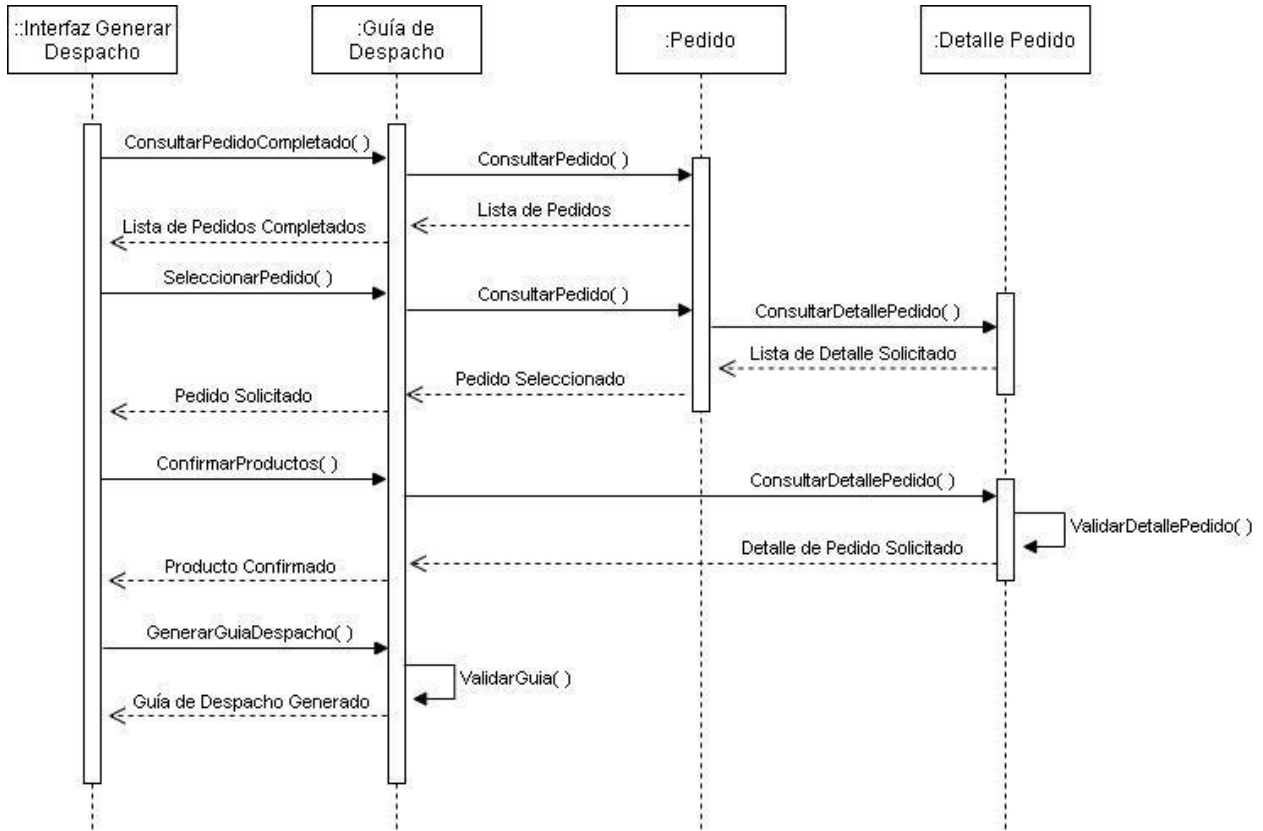 ::Interfaz Generar
Despacho
:Guía de
Despacho
:Pedido
:Detalle Pedido
ConsultarPedidoCompletado( )
ConsultarPedido( )
Lista de Pedidos
Lista de Pedidos Completados
SeleccionarPedido( )
ConsultarPedido( )
ConsultarDetallePedido( )
Lista de Detalle Solicitado
Pedido Seleccionado
Pedido Solicitado
ConfirmarProductos( )
ConsultarDetallePedido( )
ValidarDetallePedido( )
Detalle de Pedido Solicitado
Producto Confirmado
GenerarGuiaDespacho( )
ValidarGuia( )
Guía de Despacho Generado